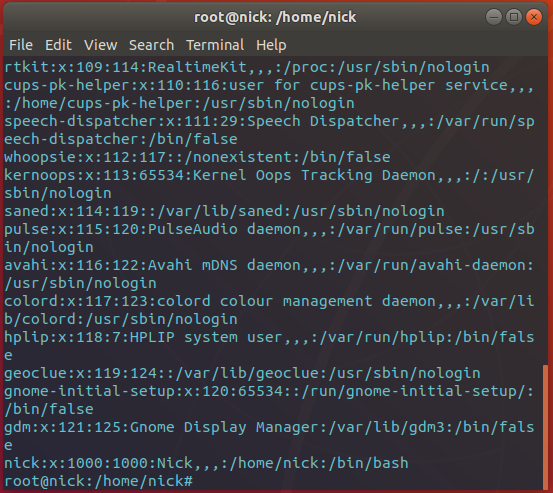 root@nick: /home/nick
File Edit View Search Terminal Help
rtkit:x:109:114:RealtimeKit,,,:/proc:/usr/sbin/nologin
cups-pk-helper:x:110:116:user for cups-pk-helper service,,,
:/home/cups-pk-helper:/usr/sbin/nologin
speech-dispatcher:x:111:29:Speech Dispatcher,,,:/var/run/sp
eech-dispatcher:/bin/false
whoopsie:x:112:117::/nonexistent:/bin/false
kernoops:x:113:65534:Kernel Oops Tracking Daemon,,,:/:/usr/
sbin/nologin
saned:x:114:119::/var/lib/saned:/usr/sbin/nologin
pulse:x:115:120:PulseAudio daemon,,,:/var/run/pulse:/usr/sb
in/nologin
avahi:x:116:122:Avahi mDNS daemon,,,:/var/run/avahi-daemon:
/usr/sbin/nologin
colord:x:117:123:colord colour management daemon,,,:/var/li
b/colord:/usr/sbin/nologin
hplip:x:118:7:HPLIP system user,,,:/var/run/hplip:/bin/fals
e
geoclue:x:119:124::/var/lib/geoclue:/usr/sbin/nologin
gnome-initial-setup:x:120:65534::/run/gnome-initial-setup/:
/bin/false
gdm:x:121:125:Gnome Display Manager:/var/lib/gdm3:/bin/fals
e
nick:x:1000:1000:Nick,,,:/home/nick:/bin/bash
root@nick:/home/nick#